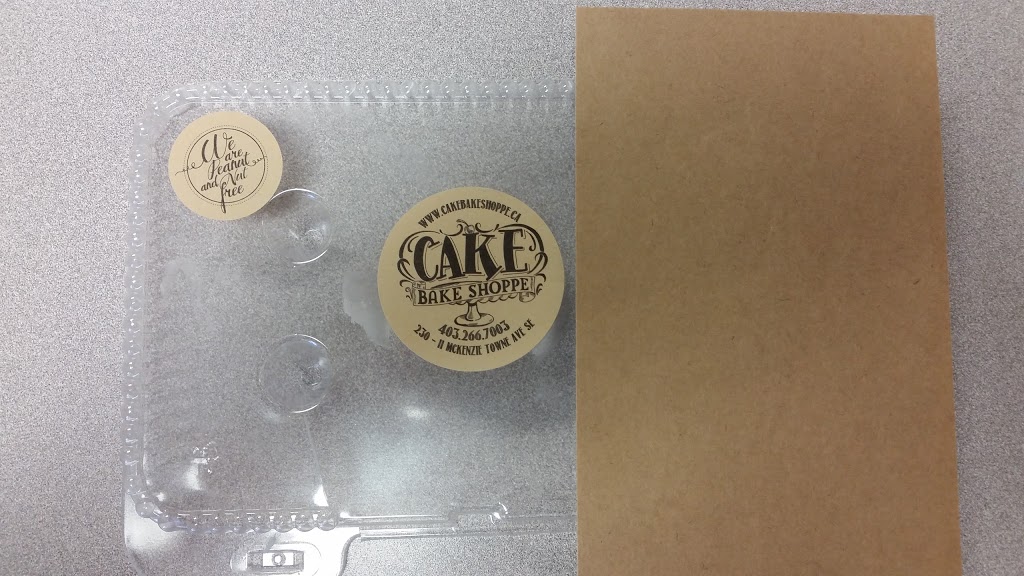 We
are
Peanut
and Nut
free
WWW.CAKEBAKESHOPPE.CA
CAKE
BAKE SHOPPE
403.266.7003
230 - 11 MCKENZIE TOWNE AVE SE